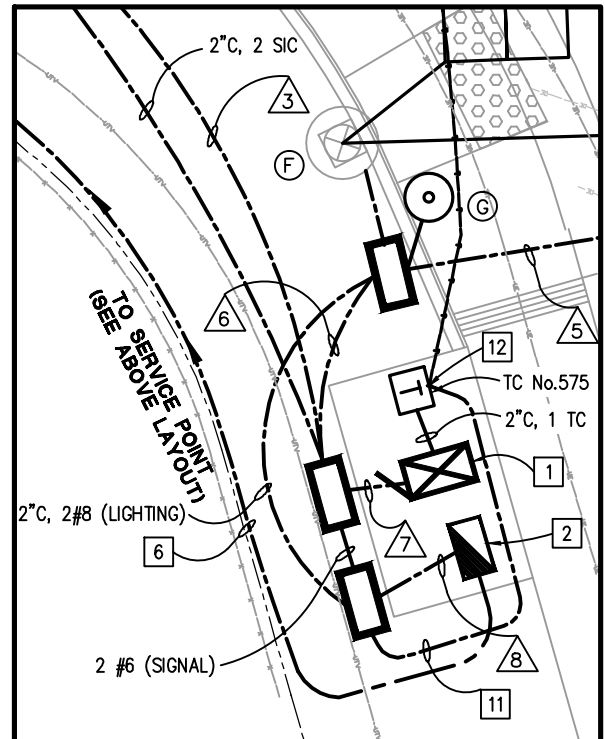 2"C, 2 SIC
3
F
G
5
6
TO SERVICE POINT
(SEE ABOVE LAYOUT)
12
TC No.575
2"C, 1 TC
1
2"C, 2#8 (LIGHTING)
6
7
2
8
2 #6 (SIGNAL)
11